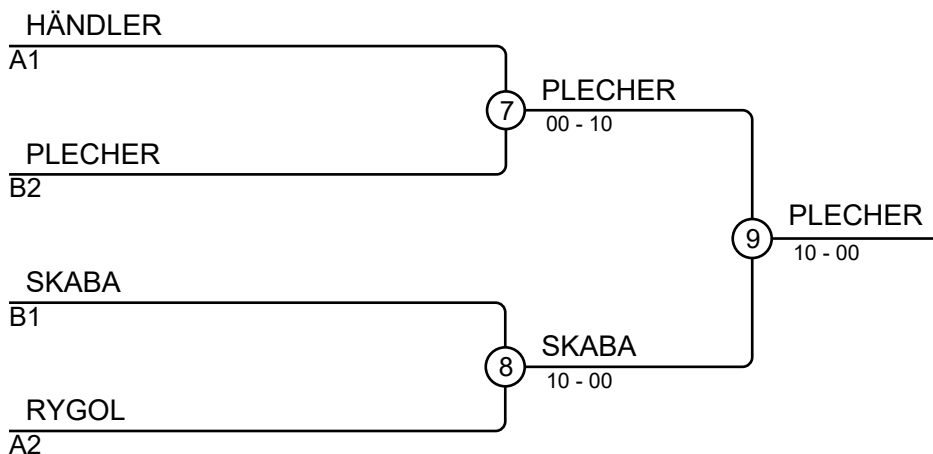 HÄNDLER
A1
7
PLECHER
00 - 10
PLECHER
B2
9
PLECHER
10 - 00
SKABA
B1
8
SKABA
10 - 00
RYGOL
A2